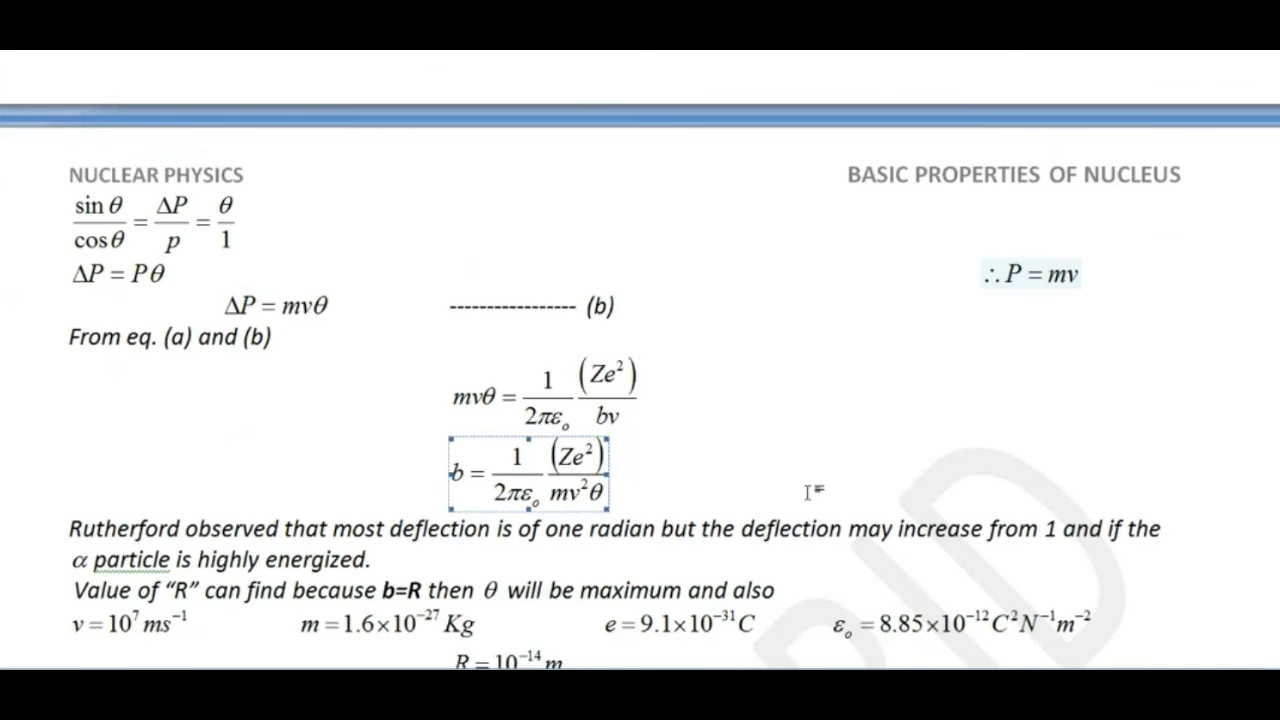 NUCLEAR PHYSICS BASIC PROPERTIES OF NUCLEUS
sin θ / cos θ = ΔP / p = θ / 1
ΔP = Pθ ∴ P = mv
ΔP = mvθ ----------------- (b)
From eq. (a) and (b)
mvθ = 1 / 2πε₀ (Ze²) / bv
b = 1 / 2πε₀ (Ze²) / mv²θ
Rutherford observed that most deflection is of one radian but the deflection may increase from 1 and if the
α particle is highly energized.
Value of “R” can find because b=R then θ will be maximum and also
v = 10⁷ ms⁻¹ m = 1.6×10⁻²⁷ Kg e = 9.1×10⁻³¹ C ε₀ = 8.85×10⁻¹² C²N⁻¹m⁻²
R = 10⁻¹⁴ m